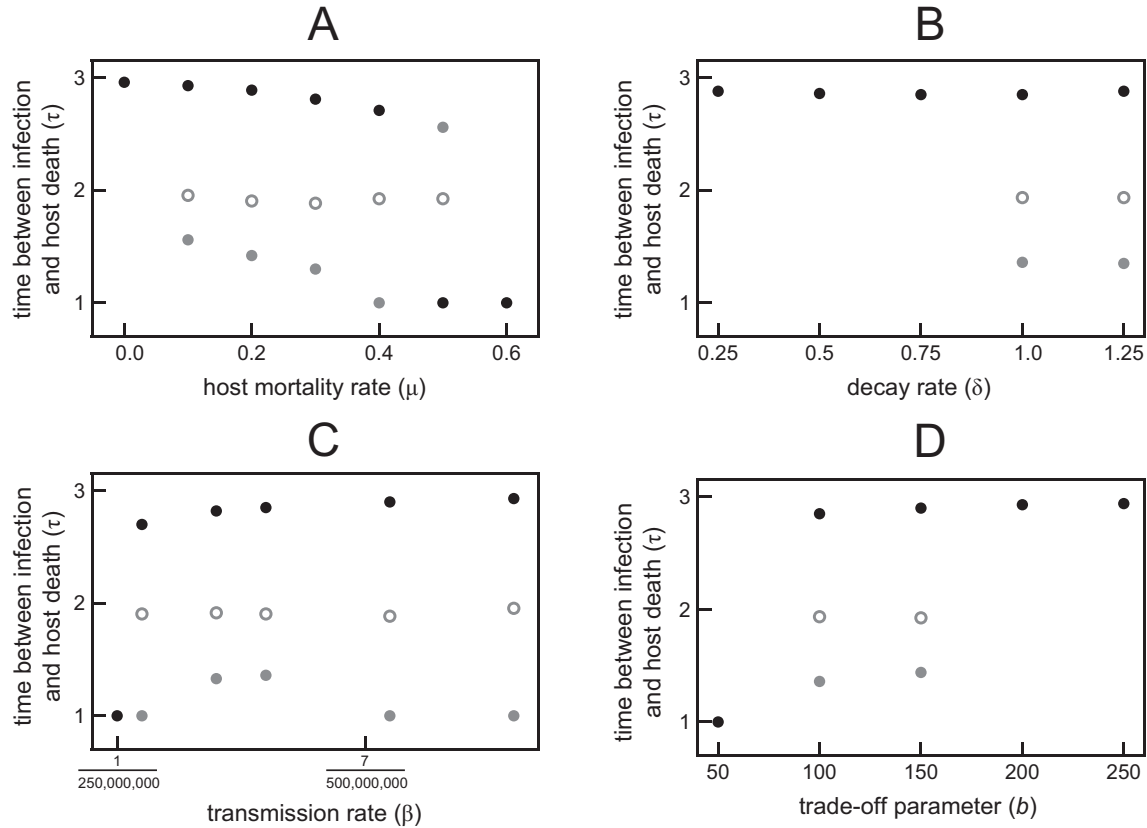 A
time between infection
and host death (τ)
3
2
1
0.0
0.2
0.4
0.6
host mortality rate (μ)
B
time between infection
and host death (τ)
3
2
1
0.25
0.5
0.75
1.0
1.25
decay rate (δ)
C
time between infection
and host death (τ)
3
2
1
1
250,000,000
7
500,000,000
transmission rate (β)
D
time between infection
and host death (τ)
3
2
1
50
100
150
200
250
trade-off parameter (b)